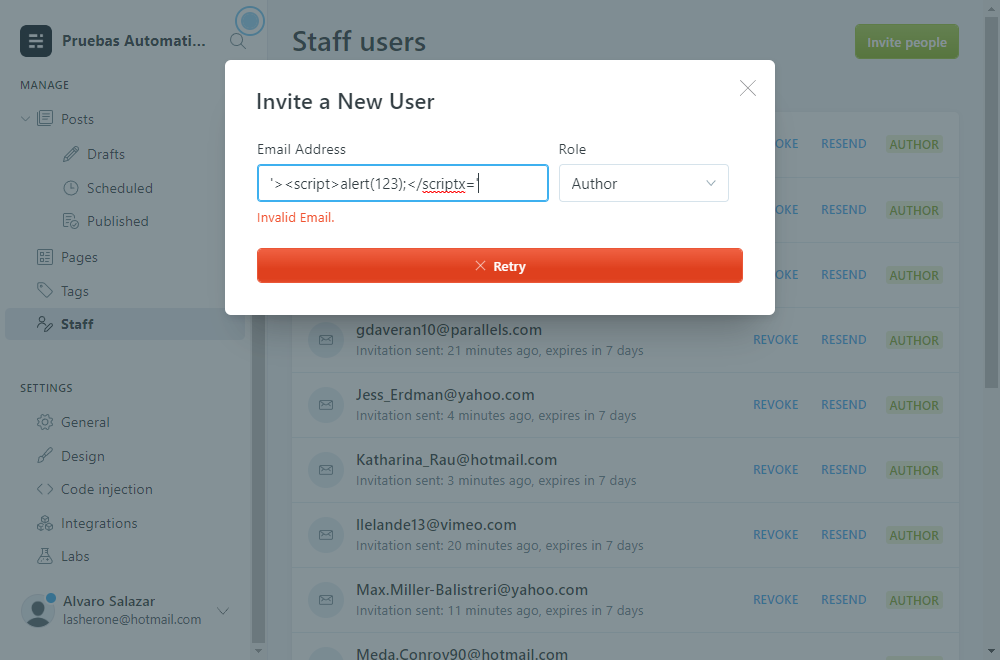 Pruebas Automati...
MANAGE
Posts
Drafts
Scheduled
Published
Pages
Tags
Staff
SETTINGS
General
Design
Code injection
Integrations
Labs
Alvaro Salazar
lasherone@hotmail.com
Staff users
Invite people
Invite a New User
Email Address
Role
'><script>alert(123);</scriptx='
Author
Invalid Email.
Retry
OKE RESEND AUTHOR
OKE RESEND AUTHOR
OKE RESEND AUTHOR
gdaveran10@parallels.com
Invitation sent: 21 minutes ago, expires in 7 days
REVOKE RESEND AUTHOR
Jess_Erdman@yahoo.com
Invitation sent: 4 minutes ago, expires in 7 days
REVOKE RESEND AUTHOR
Katharina_Rau@hotmail.com
Invitation sent: 3 minutes ago, expires in 7 days
REVOKE RESEND AUTHOR
llelande13@vimeo.com
Invitation sent: 20 minutes ago, expires in 7 days
REVOKE RESEND AUTHOR
Max.Miller-Balistreri@yahoo.com
Invitation sent: 11 minutes ago, expires in 7 days
REVOKE RESEND AUTHOR
Meda.Conroy90@hotmail.com